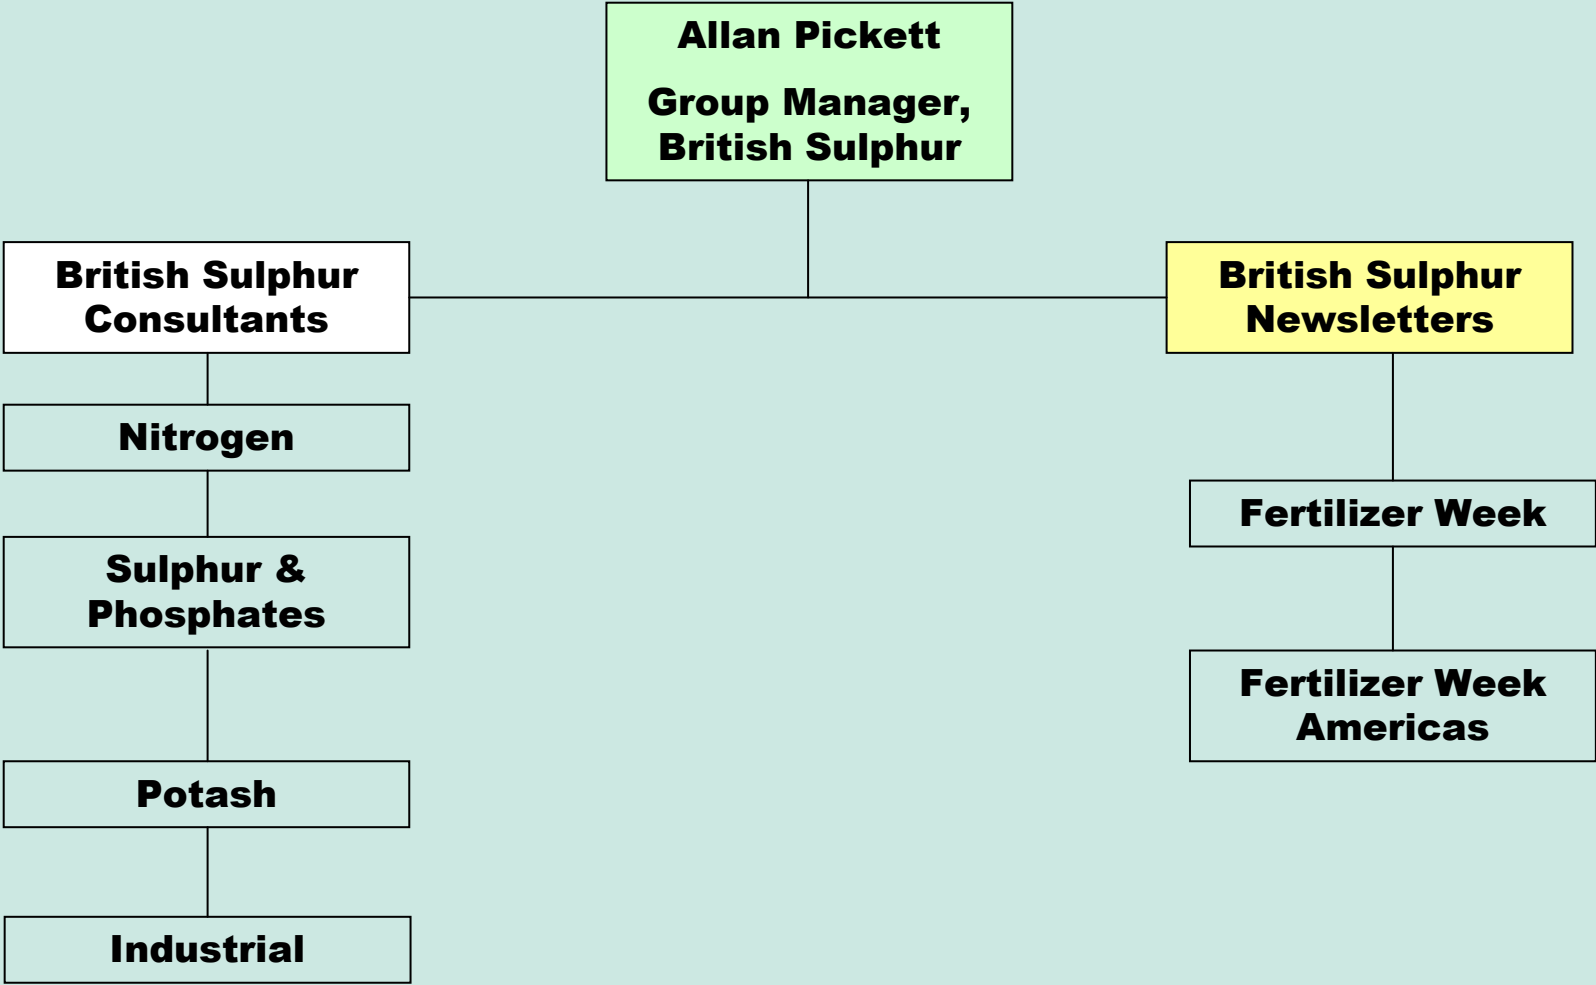 Allan Pickett
Group Manager,
British Sulphur
British Sulphur
Consultants
Nitrogen
Sulphur &
Phosphates
Potash
Industrial
British Sulphur
Newsletters
Fertilizer Week
Fertilizer Week
Americas